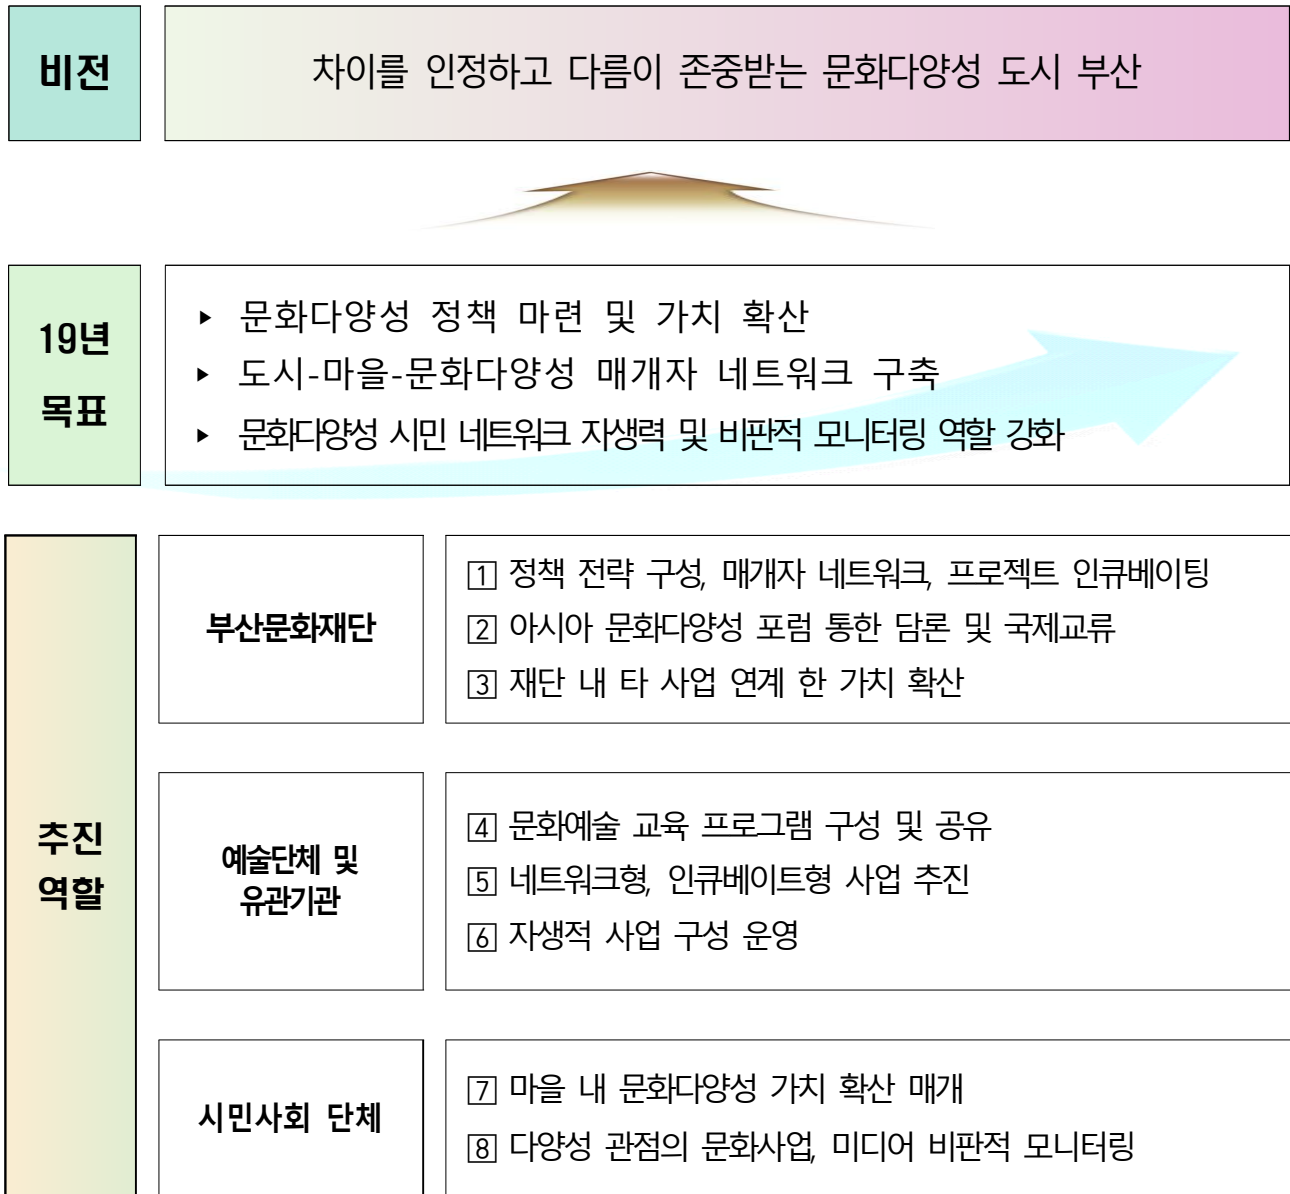 비전
차이를 인정하고 다름이 존중받는 문화다양성 도시 부산
19년
목표
▶ 문화다양성 정책 마련 및 가치 확산
▶ 도시-마을-문화다양성 매개자 네트워크 구축
▶ 문화다양성 시민 네트워크 자생력 및 비판적 모니터링 역할 강화
추진
역할
부산문화재단
1 정책 전략 구성, 매개자 네트워크, 프로젝트 인큐베이팅
2 아시아 문화다양성 포럼 통한 담론 및 국제교류
3 재단 내 타 사업 연계 한 가치 확산
예술단체 및
유관기관
4 문화예술 교육 프로그램 구성 및 공유
5 네트워크형, 인큐베이트형 사업 추진
6 자생적 사업 구성 운영
시민사회 단체
7 마을 내 문화다양성 가치 확산 매개
8 다양성 관점의 문화사업, 미디어 비판적 모니터링